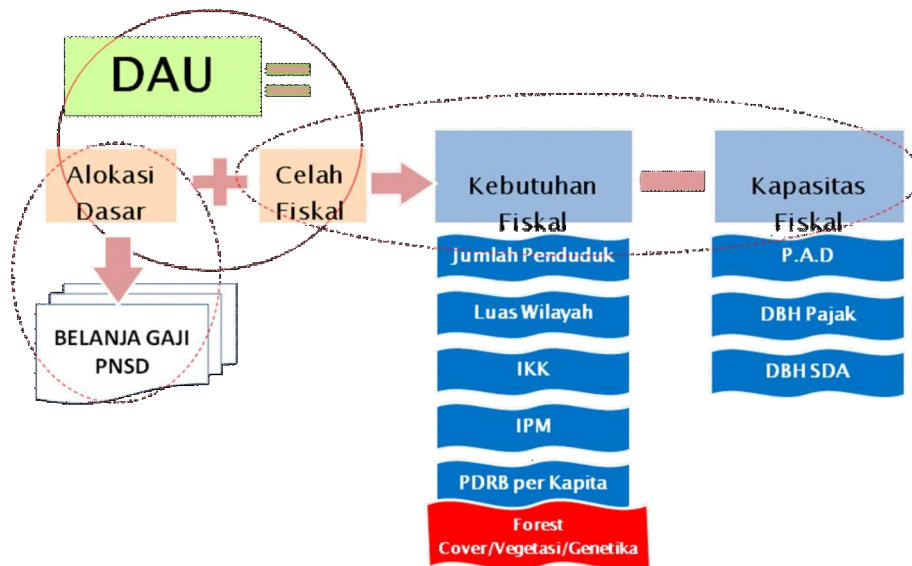 DAU =
Alokasi
Dasar
+
Celah
Fiskal
Kebutuhan
Fiskal
-
Kapasitas
Fiskal
BELANJA GAJI
PNSD
Jumlah Penduduk
Luas Wilayah
IKK
IPM
PDRB per Kapita
Forest
Cover/Vegetasi/Genetika
P.A.D
DBH Pajak
DBH SDA